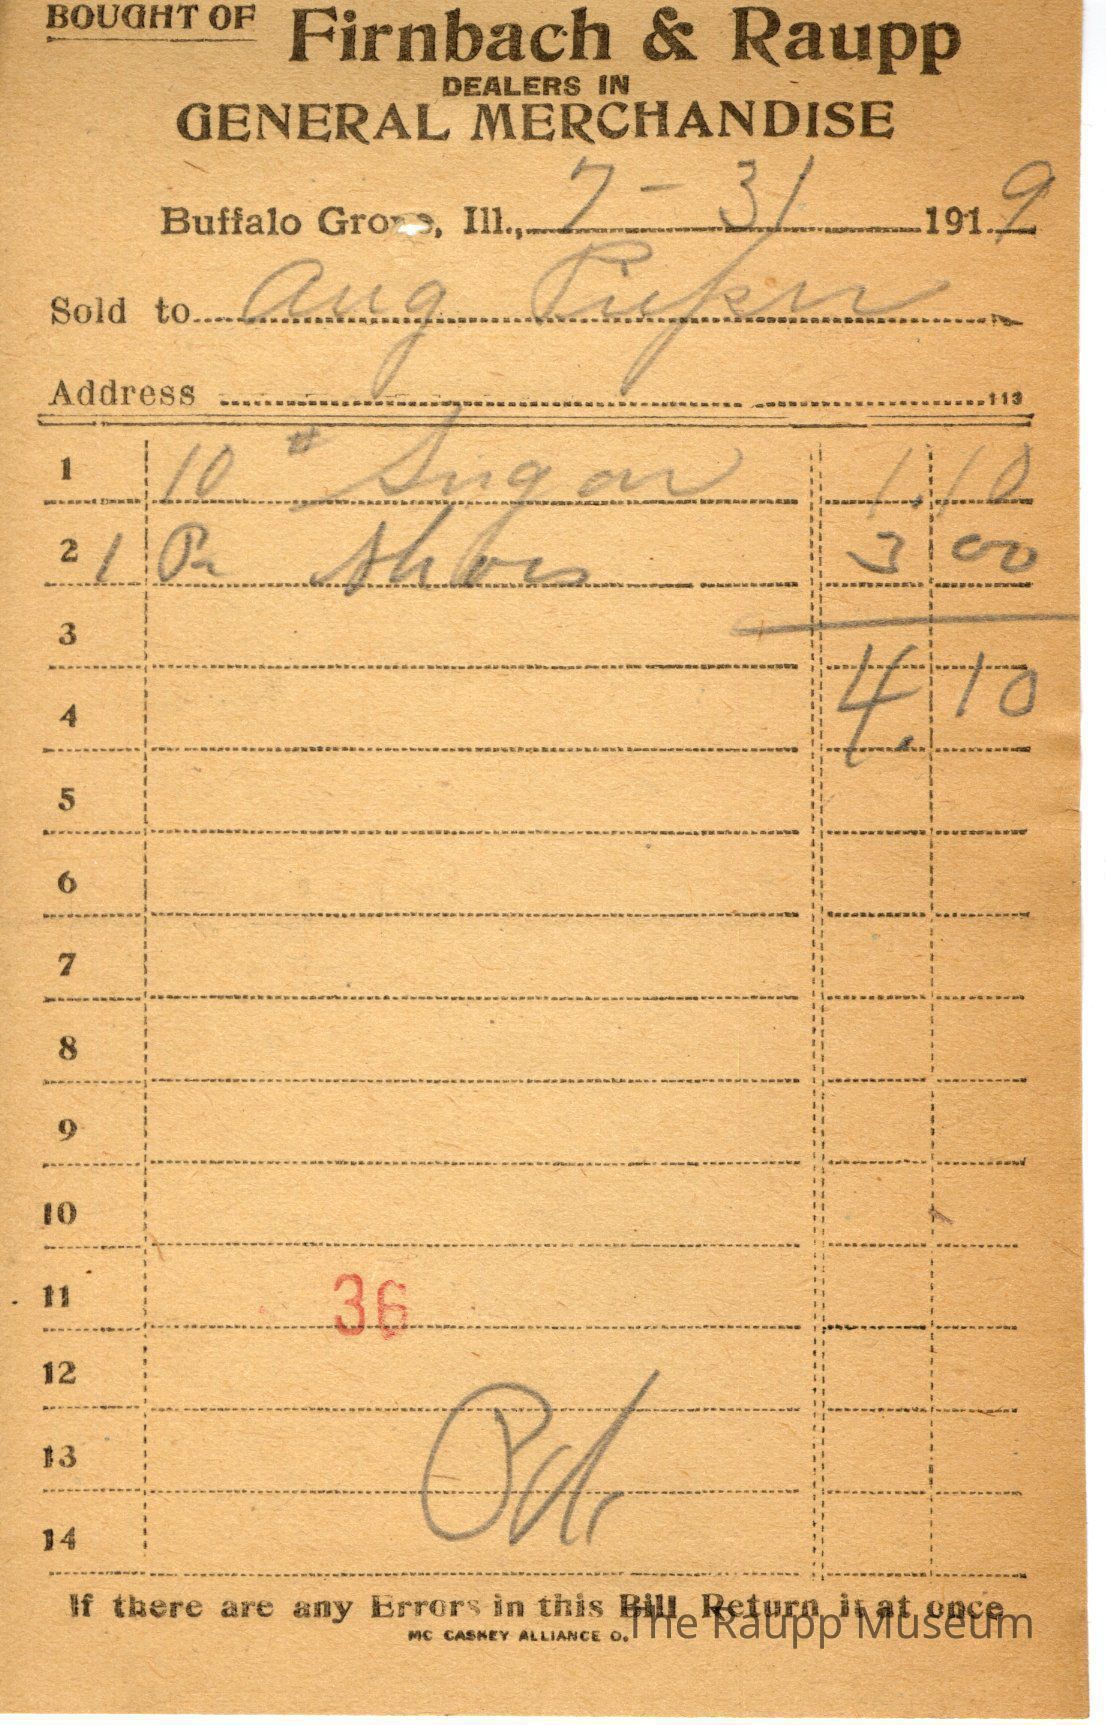 BOUGHT OF Firnbach & Raupp
DEALERS IN
GENERAL MERCHANDISE
Buffalo Grove, Ill., 7 - 31 1919
Sold to Aug Pieper
Address 113
1 10 # Sugar 1.10
2 1 Pr Shoes 3 00
3
4 4.10
5
6
7
8
9
10
11 36
12
13 Pd.
14
If there are any Errors in this Bill Return it at once
MC CASKEY ALLIANCE O.
The Raupp Museum